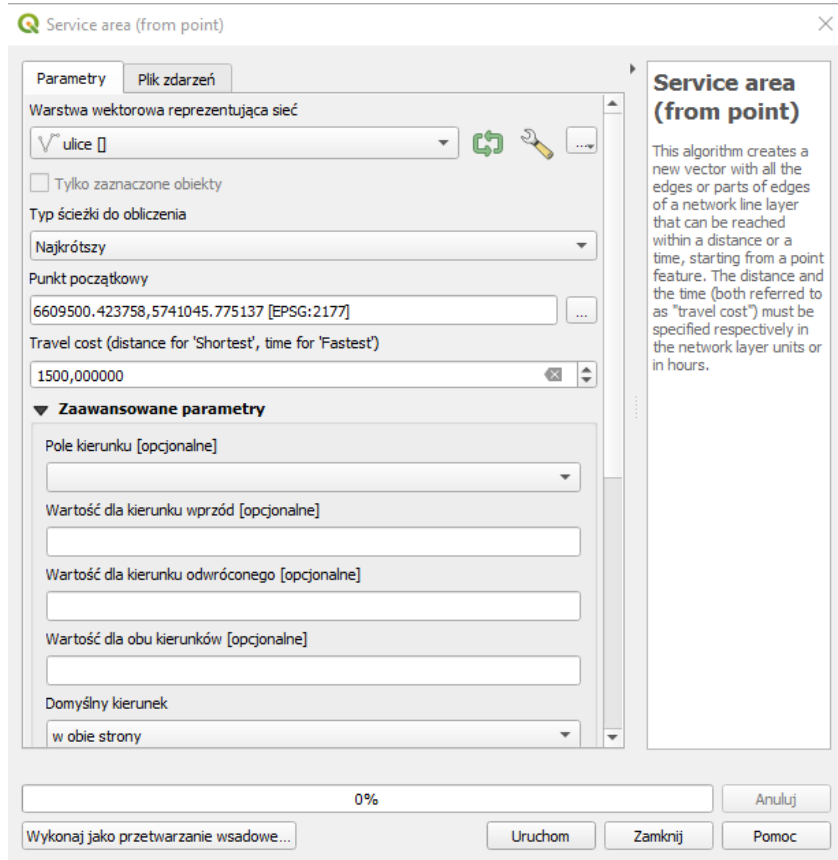 Service area (from point)
Parametry
Plik zdarzeń
Warstwa wektorowa reprezentująca sieć
ulice []
...
Tylko zaznaczone obiekty
Typ ścieżki do obliczenia
Najkrótszy
Punkt początkowy
6609500.423758,5741045.775137 [EPSG:2177]
...
Travel cost (distance for 'Shortest', time for 'Fastest')
1500,000000
Zaawansowane parametry
Pole kierunku [opcjonalne]
Wartość dla kierunku wprzód [opcjonalne]
Wartość dla kierunku odwróconego [opcjonalne]
Wartość dla obu kierunków [opcjonalne]
Domyślny kierunek
w obie strony
Service area
(from point)
This algorithm creates a
new vector with all the
edges or parts of edges
of a network line layer
that can be reached
within a distance or a
time, starting from a point
feature. The distance and
the time (both referred to
as "travel cost") must be
specified respectively in
the network layer units or
in hours.
0%
Anuluj
Wykonaj jako przetwarzanie wsadowe...
Uruchom
Zamknij
Pomoc